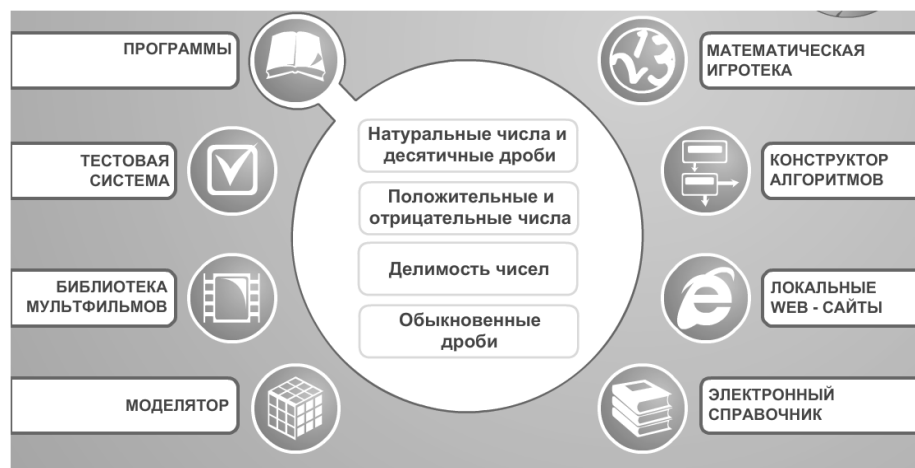 ПРОГРАММЫ
ТЕСТОВАЯ
СИСТЕМА
БИБЛИОТЕКА
МУЛЬТФИЛЬМОВ
МОДЕЛЯТОР
Натуральные числа и
десятичные дроби
Положительные и
отрицательные числа
Делимость чисел
Обыкновенные
дроби
МАТЕМАТИЧЕСКАЯ
ИГРОТЕКА
КОНСТРУКТОР
АЛГОРИТМОВ
ЛОКАЛЬНЫЕ
WEB - САЙТЫ
ЭЛЕКТРОННЫЙ
СПРАВОЧНИК